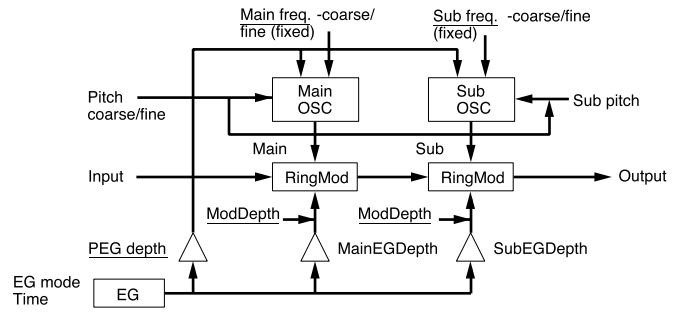 Main freq. -coarse/
fine (fixed)
Sub freq. -coarse/fine
(fixed)
Pitch
coarse/fine
Main
OSC
Sub
OSC
Sub pitch
Main
Sub
Input
RingMod
RingMod
Output
ModDepth
ModDepth
PEG depth
MainEGDepth
SubEGDepth
EG mode
Time
EG